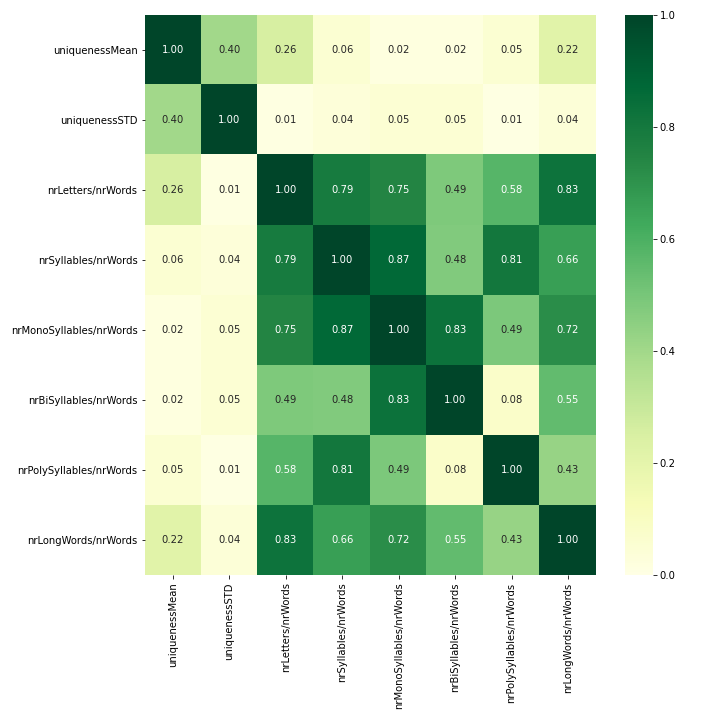 uniquenessMean 1.00 0.40 0.26 0.06 0.02 0.02 0.05 0.22
uniquenessSTD 0.40 1.00 0.01 0.04 0.05 0.05 0.01 0.04
nrLetters/nrWords 0.26 0.01 1.00 0.79 0.75 0.49 0.58 0.83
nrSyllables/nrWords 0.06 0.04 0.79 1.00 0.87 0.48 0.81 0.66
nrMonoSyllables/nrWords 0.02 0.05 0.75 0.87 1.00 0.83 0.49 0.72
nrBiSyllables/nrWords 0.02 0.05 0.49 0.48 0.83 1.00 0.08 0.55
nrPolySyllables/nrWords 0.05 0.01 0.58 0.81 0.49 0.08 1.00 0.43
nrLongWords/nrWords 0.22 0.04 0.83 0.66 0.72 0.55 0.43 1.00
uniquenessMean
uniquenessSTD
nrLetters/nrWords
nrSyllables/nrWords
nrMonoSyllables/nrWords
nrBiSyllables/nrWords
nrPolySyllables/nrWords
nrLongWords/nrWords
1.0
0.8
0.6
0.4
0.2
0.0